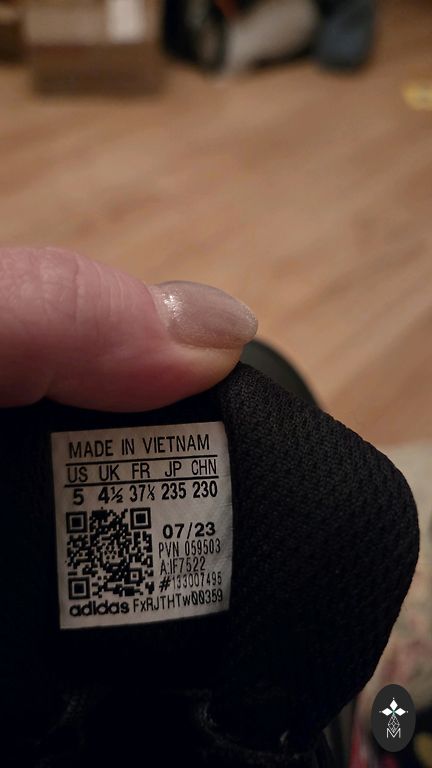 MADE IN VIETNAM
US UK FR JP CHN
5 4½ 37⅓ 235 230
07/23
PVN 059503
A:IF7522
#133007495
adidas FxRJTHTw00359
M